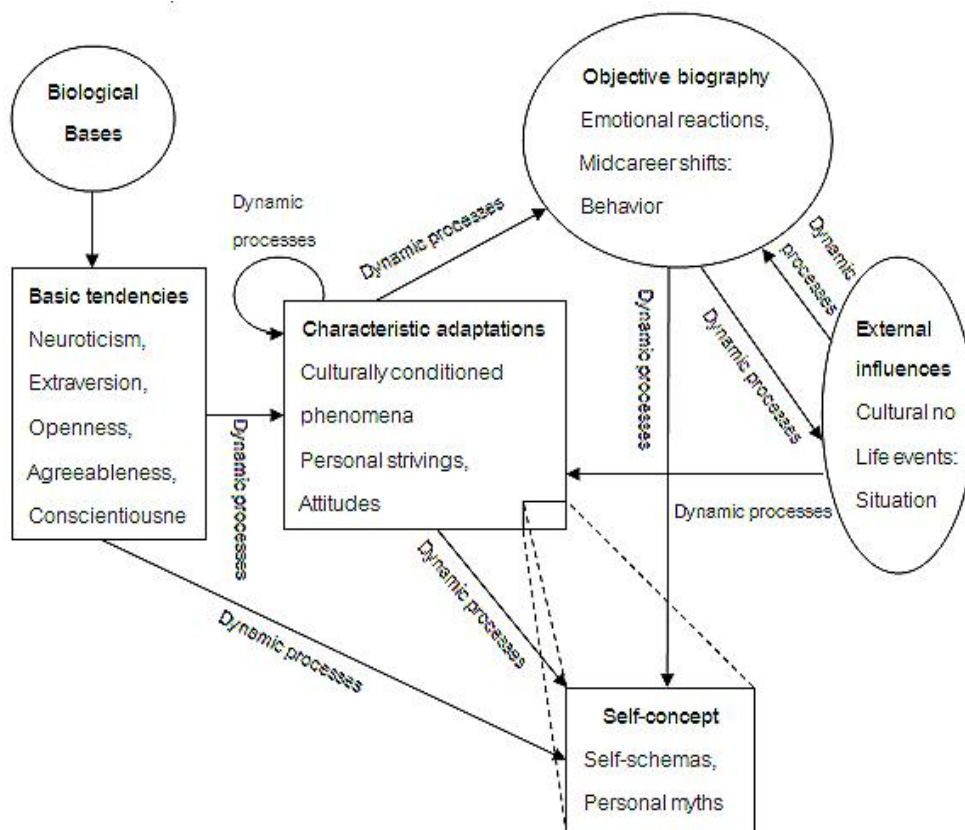 Biological
Bases
Objective biography
Emotional reactions,
Midcareer shifts:
Behavior
Dynamic
processes
Dynamic processes
Dynamic
processes
Basic tendencies
Neuroticism,
Extraversion,
Openness,
Agreeableness,
Conscientiousne
Dynamic processes
Characteristic adaptations
Culturally conditioned
phenomena
Personal strivings,
Attitudes
Dynamic processes
Dynamic processes
External
influences
Cultural no
Life events:
Situation
Dynamic processes
Dynamic processes
Dynamic processes
Self-concept
Self-schemas,
Personal myths